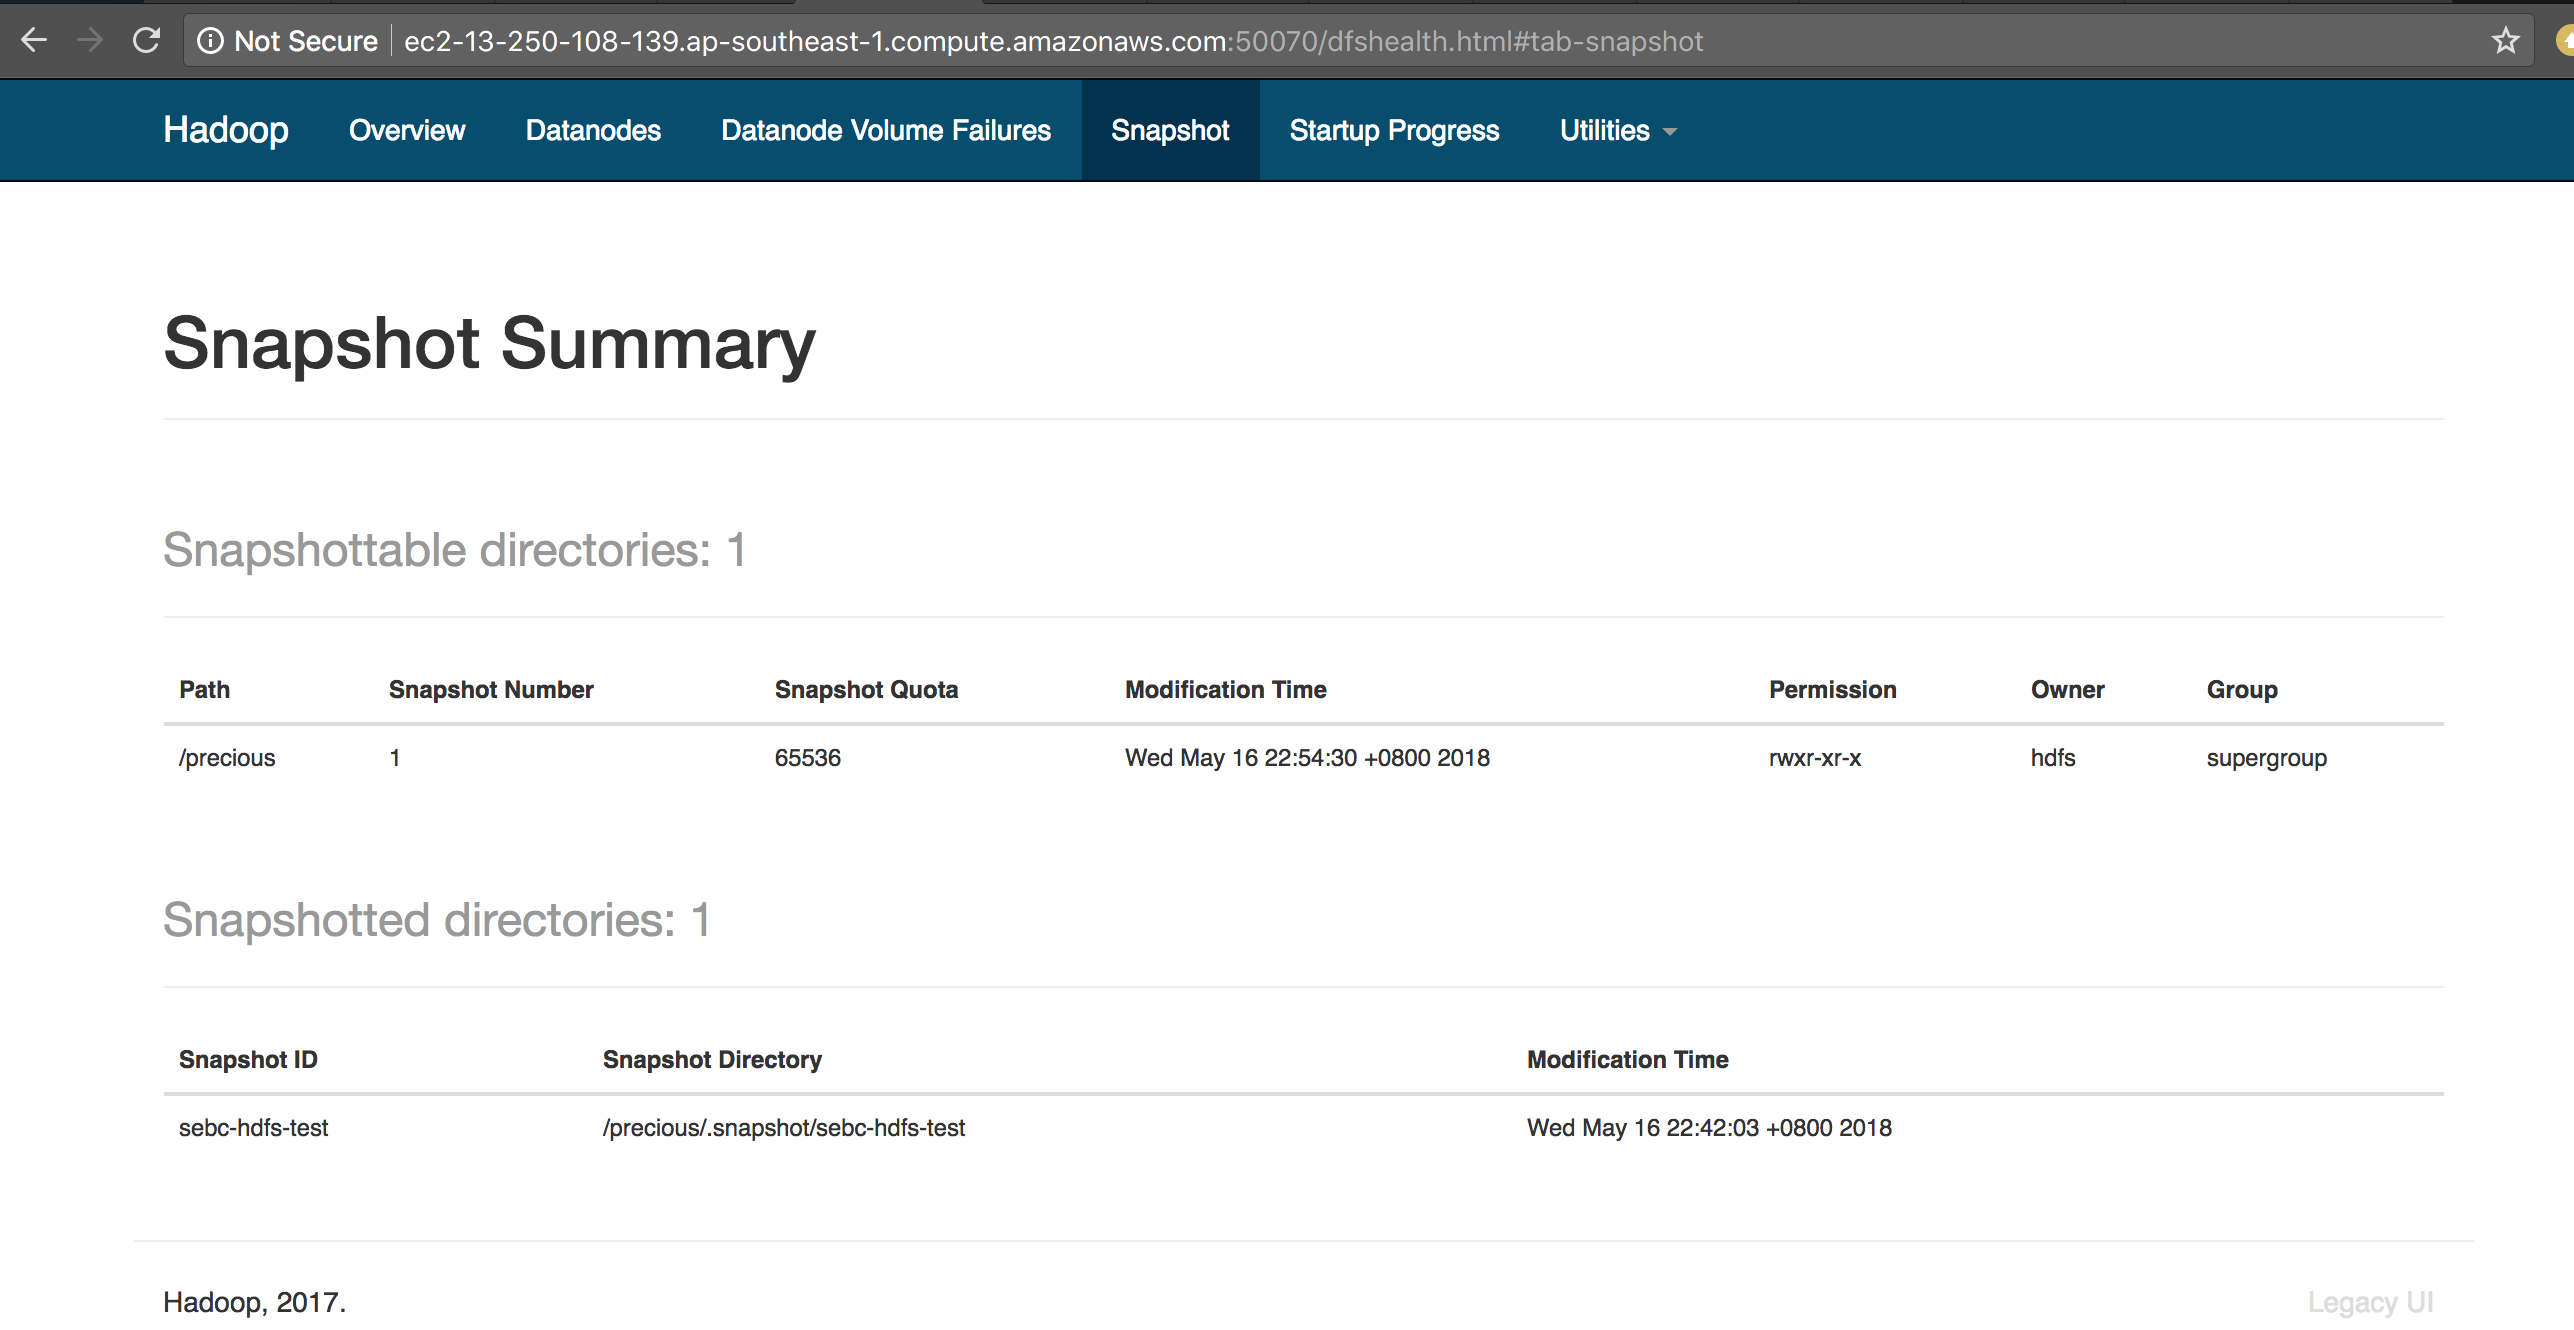 Not Secure ec2-13-250-108-139.ap-southeast-1.compute.amazonaws.com:50070/dfshealth.html#tab-snapshot
Hadoop Overview Datanodes Datanode Volume Failures Snapshot Startup Progress Utilities
Snapshot Summary
Snapshottable directories: 1
Path Snapshot Number Snapshot Quota Modification Time Permission Owner Group
/precious 1 65536 Wed May 16 22:54:30 +0800 2018 rwxr-xr-x hdfs supergroup
Snapshotted directories: 1
Snapshot ID Snapshot Directory Modification Time
sebc-hdfs-test /precious/.snapshot/sebc-hdfs-test Wed May 16 22:42:03 +0800 2018
Hadoop, 2017. Legacy UI